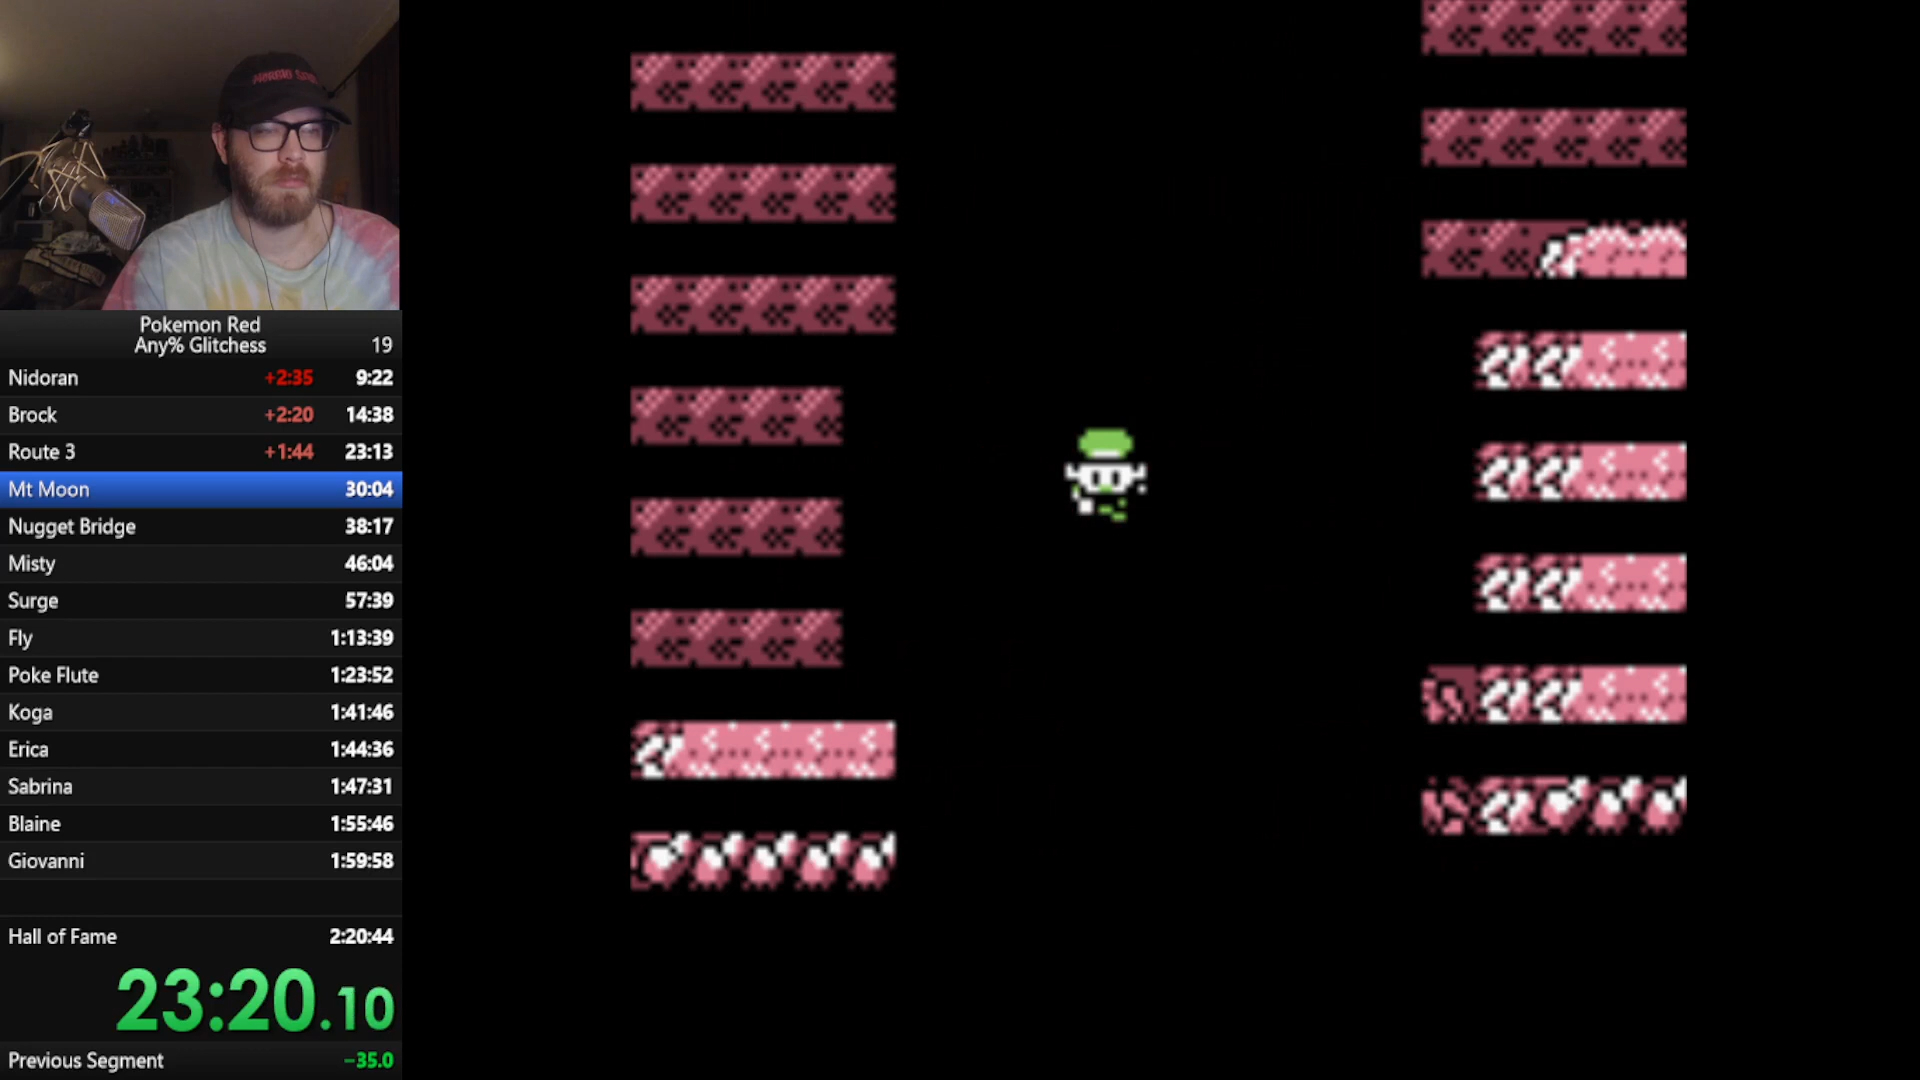 Pokemon Red
Any% Glitchess 19
Nidoran +2:35 9:22
Brock +2:20 14:38
Route 3 +1:44 23:13
Mt Moon 30:04
Nugget Bridge 38:17
Misty 46:04
Surge 57:39
Fly 1:13:39
Poke Flute 1:23:52
Koga 1:41:46
Erica 1:44:36
Sabrina 1:47:31
Blaine 1:55:46
Giovanni 1:59:58
Hall of Fame 2:20:44
23:20.10
Previous Segment −35.0